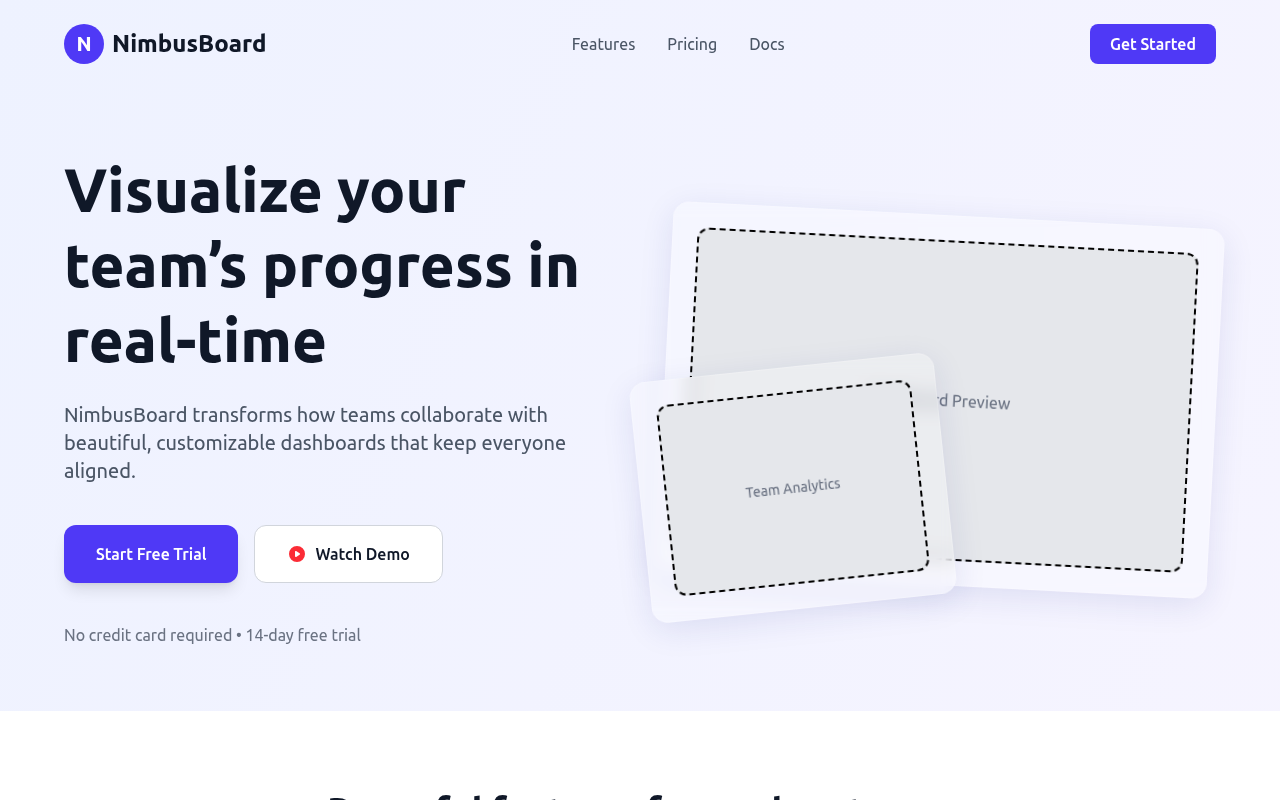 N NimbusBoard
Features
Pricing
Docs
Get Started
Visualize your
team’s progress in
real-time
NimbusBoard transforms how teams collaborate with
beautiful, customizable dashboards that keep everyone
aligned.
Start Free Trial
Watch Demo
No credit card required • 14-day free trial
Preview
Team Analytics